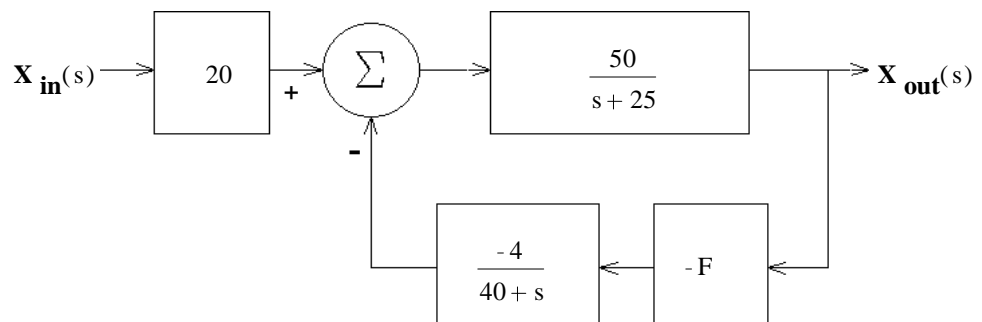 X in(s)
20
+
Σ
-
50
s + 25
X out(s)
-4
40 + s
-F